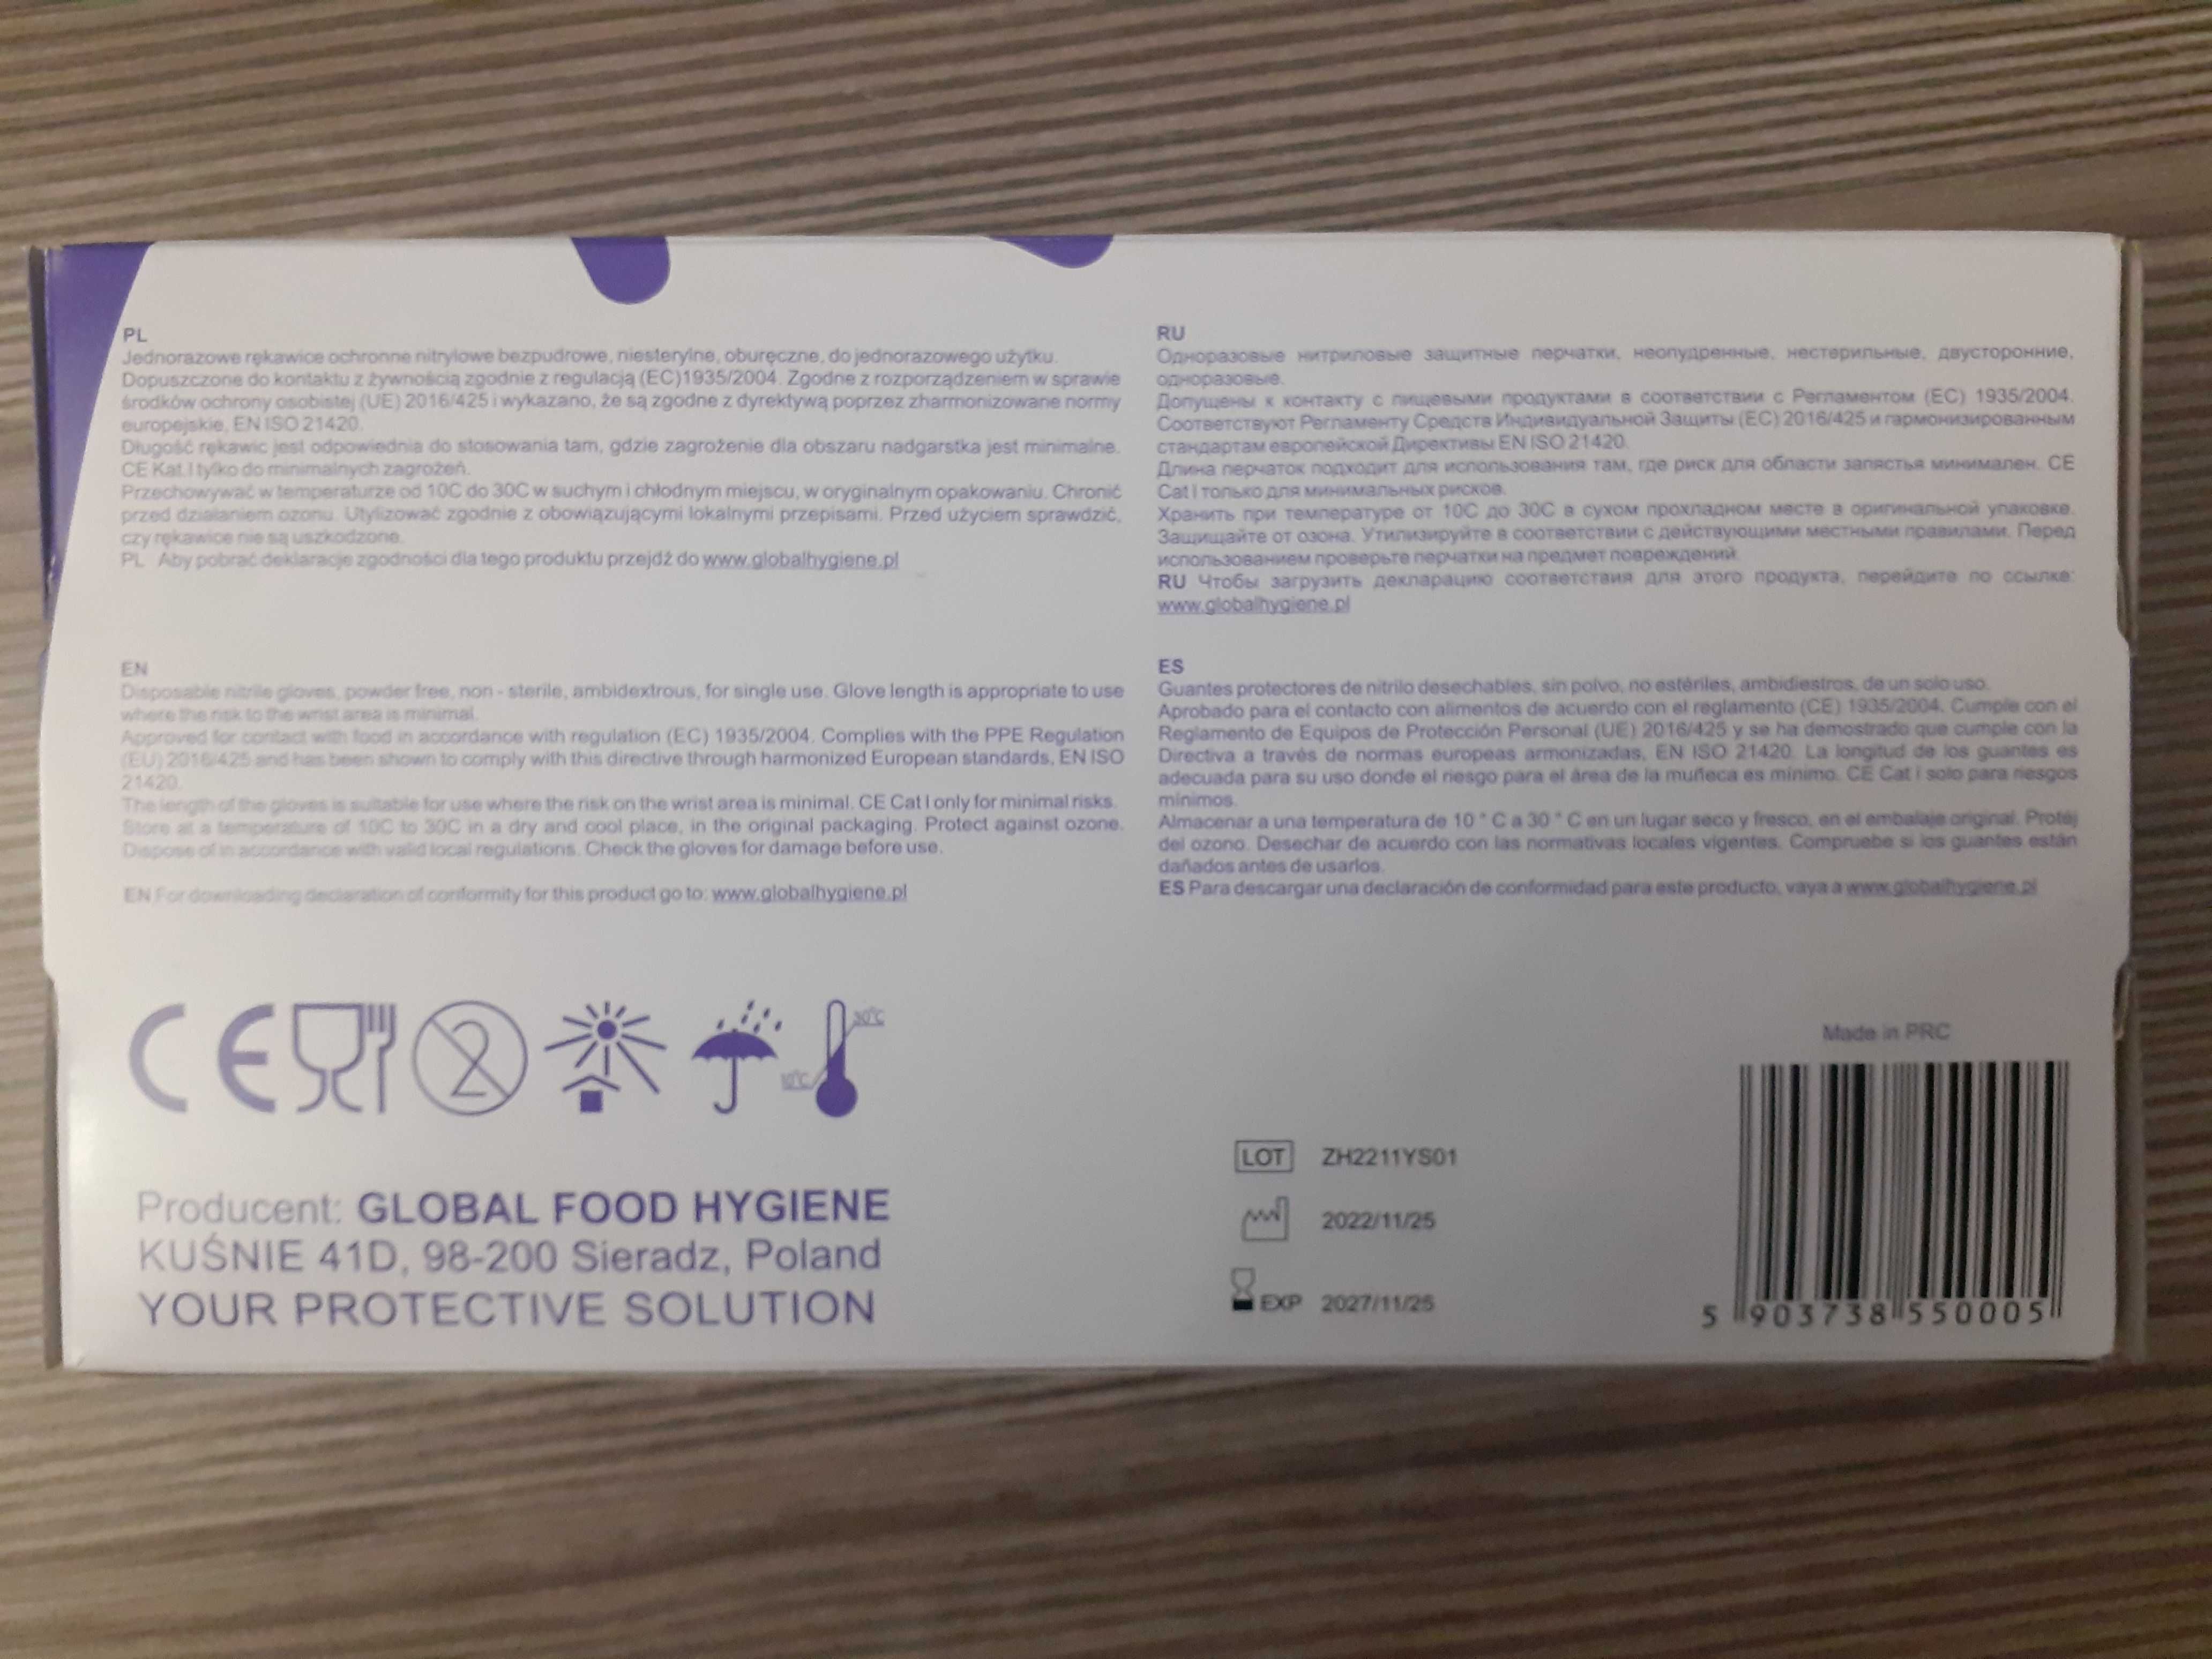 PL
Jednorazowe rękawice ochronne nitrylowe bezpudrowe, niesterylne, oburęczne, do jednorazowego użytku.
Dopuszczone do kontaktu z żywnością zgodnie z regulacją (EC)1935/2004. Zgodne z rozporządzeniem w sprawie
środków ochrony osobistej (UE) 2016/425 i wykazano, że są zgodne z dyrektywą poprzez zharmonizowane normy
europejskie, EN ISO 21420.
Długość rękawic jest odpowiednia do stosowania tam, gdzie zagrożenie dla obszaru nadgarstka jest minimalne.
CE Kat.I tylko do minimalnych zagrożeń.
Przechowywać w temperaturze od 10C do 30C w suchym i chłodnym miejscu, w oryginalnym opakowaniu. Chronić
przed działaniem ozonu. Utylizować zgodnie z obowiązującymi lokalnymi przepisami. Przed użyciem sprawdzić,
czy rękawice nie są uszkodzone.
PL Aby pobrać deklaracje zgodności dla tego produktu przejdź do www.globalhygiene.pl
EN
Disposable nitrile gloves, powder free, non - sterile, ambidextrous, for single use. Glove length is appropriate to use
where the risk to the wrist area is minimal.
Approved for contact with food in accordance with regulation (EC) 1935/2004. Complies with the PPE Regulation
(EU) 2016/425 and has been shown to comply with this directive through harmonized European standards, EN ISO
21420.
The length of the gloves is suitable for use where the risk on the wrist area is minimal. CE Cat I only for minimal risks.
Store at a temperature of 10C to 30C in a dry and cool place, in the original packaging. Protect against ozone.
Dispose of in accordance with valid local regulations. Check the gloves for damage before use.
EN For downloading declaration of conformity for this product go to: www.globalhygiene.pl
RU
Одноразовые нитриловые защитные перчатки, неопудренные, нестерильные, двусторонние,
одноразовые.
Допущены к контакту с пищевыми продуктами в соответствии с Регламентом (EC) 1935/2004.
Соответствуют Регламенту Средств Индивидуальной Защиты (ЕС) 2016/425 и гармонизированным
стандартам европейской Директивы EN ISO 21420.
Длина перчаток подходит для использования там, где риск для области запястья минимален. CE
Cat I только для минимальных рисков.
Хранить при температуре от 10C до 30C в сухом прохладном месте в оригинальной упаковке.
Защищайте от озона. Утилизируйте в соответствии с действующими местными правилами. Перед
использованием проверьте перчатки на предмет повреждений.
RU Чтобы загрузить декларацию соответствия для этого продукта, перейдите по ссылке:
www.globalhygiene.pl
ES
Guantes protectores de nitrilo desechables, sin polvo, no estériles, ambidiestros, de un solo uso.
Aprobado para el contacto con alimentos de acuerdo con el reglamento (CE) 1935/2004. Cumple con el
Reglamento de Equipos de Protección Personal (UE) 2016/425 y se ha demostrado que cumple con la
Directiva a través de normas europeas armonizadas, EN ISO 21420. La longitud de los guantes es
adecuada para su uso donde el riesgo para el área de la muñeca es mínimo. CE Cat I solo para riesgos
mínimos.
Almacenar a una temperatura de 10 ° C a 30 ° C en un lugar seco y fresco, en el embalaje original. Protéj
del ozono. Desechar de acuerdo con las normativas locales vigentes. Compruebe si los guantes están
dañados antes de usarlos.
ES Para descargar una declaración de conformidad para este producto, vaya a www.globalhygiene.pl
CE 2 10°C 30°C
Producent: GLOBAL FOOD HYGIENE
KUŚNIE 41D, 98-200 Sieradz, Poland
YOUR PROTECTIVE SOLUTION
LOT ZH2211YS01
2022/11/25
EXP 2027/11/25
Made in PRC
5 903738 550005